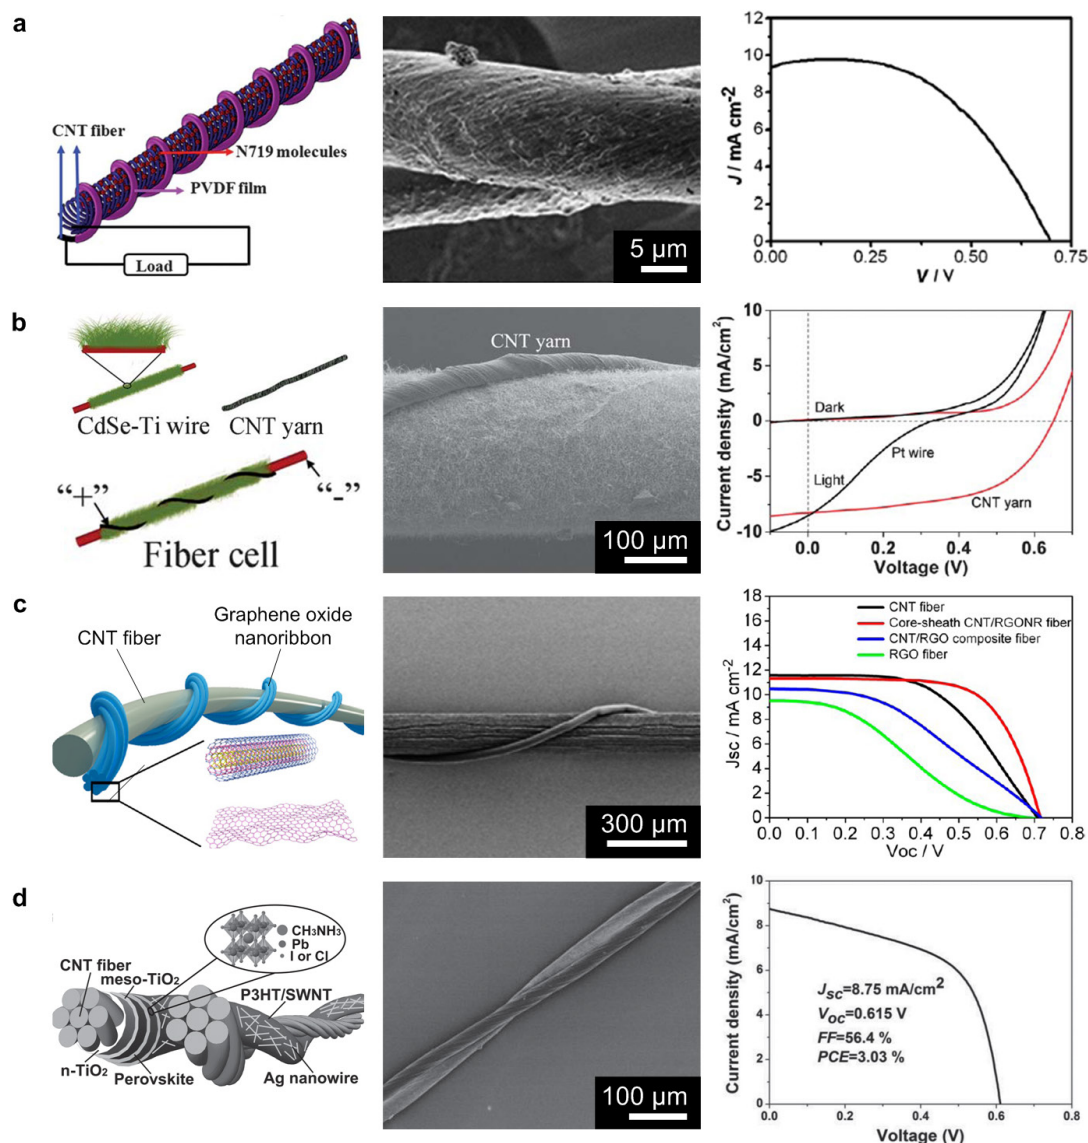 a
CNT fiber
N719 molecules
PVDF film
Load
5 µm
J / mA cm-2
12
10
8
6
4
2
0
0.00
0.25
0.50
0.75
V / V
b
CdSe-Ti wire
CNT yarn
“+”
“-”
Fiber cell
CNT yarn
100 µm
Current density (mA/cm2)
10
5
0
-5
-10
Dark
Light
Pt wire
CNT yarn
0.0
0.2
0.4
0.6
Voltage (V)
c
CNT fiber
Graphene oxide
nanoribbon
300 µm
Jsc / mA cm-2
18
16
14
12
10
8
6
4
2
0
CNT fiber
Core-sheath CNT/RGONR fiber
CNT/RGO composite fiber
RGO fiber
0.0
0.1
0.2
0.3
0.4
0.5
0.6
0.7
0.8
Voc / V
d
CH3NH3
Pb
I or Cl
CNT fiber
meso-TiO2
P3HT/SWNT
n-TiO2
Perovskite
Ag nanowire
100 µm
Current density (mA/cm2)
10
8
6
4
2
0
JSC=8.75 mA/cm2
VOC=0.615 V
FF=56.4 %
PCE=3.03 %
0.0
0.2
0.6
0.6
0.8
Voltage (V)